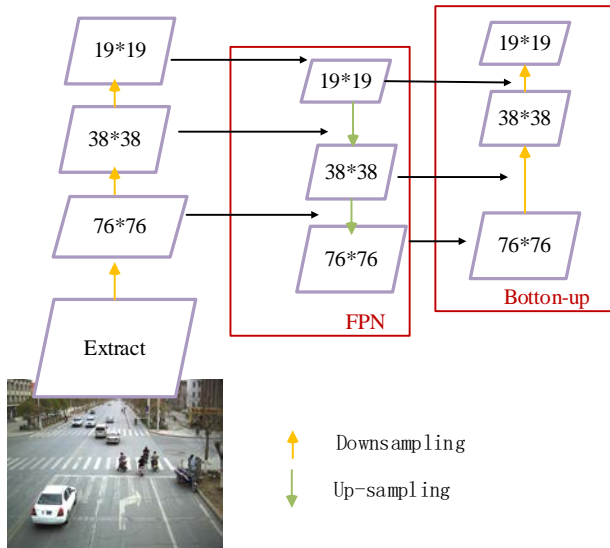 19*19
38*38
76*76
Extract
19*19
38*38
76*76
FPN
19*19
38*38
76*76
Botton-up
Downsampling
Up-sampling